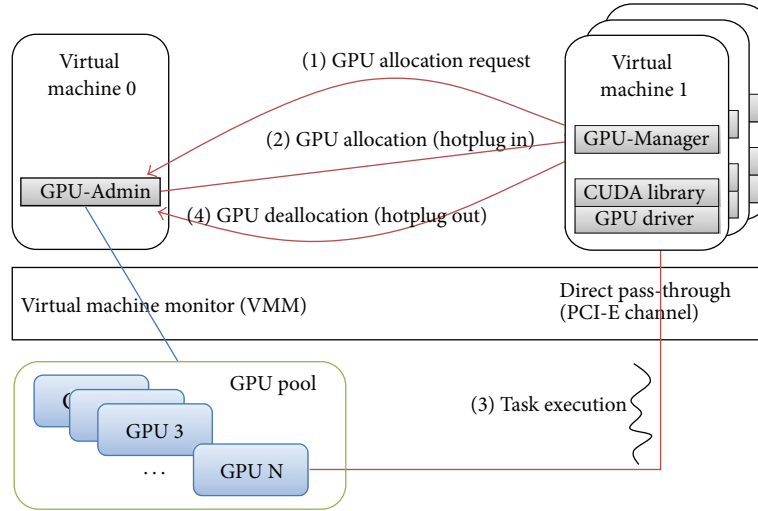 Virtual
machine 0
GPU-Admin
(1) GPU allocation request
(2) GPU allocation (hotplug in)
(4) GPU deallocation (hotplug out)
Virtual
machine 1
GPU-Manager
CUDA library
GPU driver
Virtual machine monitor (VMM)
Direct pass-through
(PCI-E channel)
GPU pool
GPU 3
...
GPU N
(3) Task execution